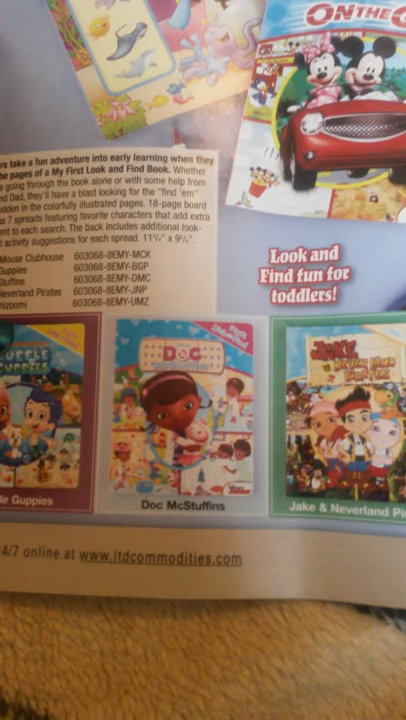 ON THE G
rs take a fun adventure into early learning when they
he pages of a My First Look and Find Book. Whether
e going through the book alone or with some help from
nd Dad, they'll have a blast looking for the "find 'em"
idden in the colorfully illustrated pages. 18-page board
as 7 spreads featuring favorite characters that add extra
ent to each search. The back includes additional look-
d activity suggestions for each spread. 11¼" x 9¼".
Mouse Clubhouse 603068-8EMY-MCK
Guppies 603068-8EMY-BGP
Stuffins 603068-8EMY-DMC
Neverland Pirates 603068-8EMY-JNP
mizoomi) 603068-8EMY-UMZ
Look and
Find fun for
toddlers!
BUBBLE
GUPPIES
DOC
le Guppies
Doc McStuffins
Jake & Neverland Pi
24/7 online at www.ltdcommodities.com